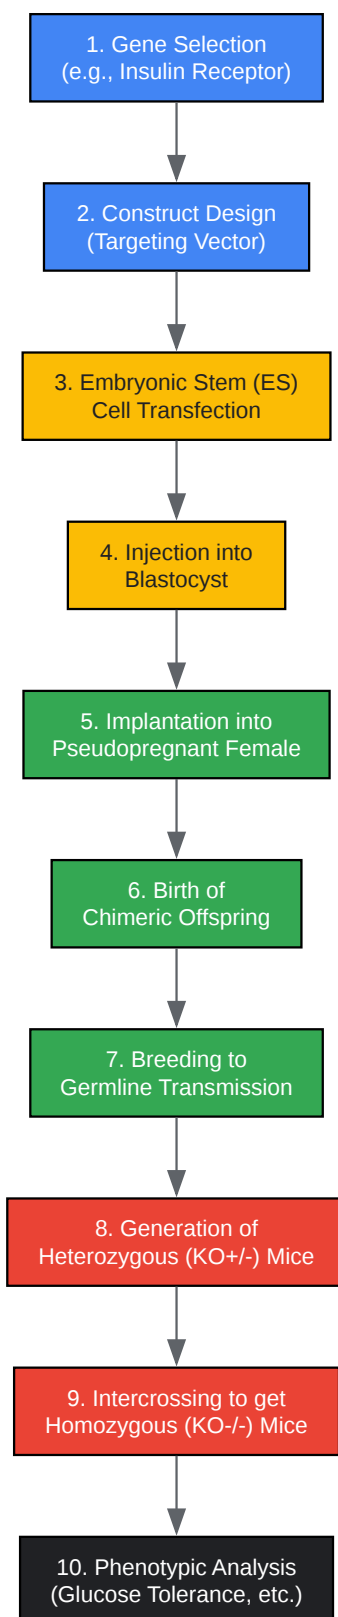 1. Gene Selection
(e.g., Insulin Receptor)
2. Construct Design
(Targeting Vector)
3. Embryonic Stem (ES)
Cell Transfection
4. Injection into
Blastocyst
5. Implantation into
Pseudopregnant Female
6. Birth of
Chimeric Offspring
7. Breeding to
Germline Transmission
8. Generation of
Heterozygous (KO+/-) Mice
9. Intercrossing to get
Homozygous (KO-/-) Mice
10. Phenotypic Analysis
(Glucose Tolerance, etc.)